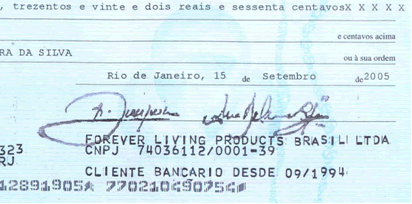 , trezentos e vinte e dois reais e sessenta centavosX X X X X
e centavos acima
RA DA SILVA
ou à sua ordem
Rio de Janeiro, 15 de Setembro de 2005
FOREVER LIVING PRODUCTS BRASIL LTDA
323 CNPJ 74036112/0001-39
RJ
CLIENTE BANCARIO DESDE 09/1994
12891905 770210490754